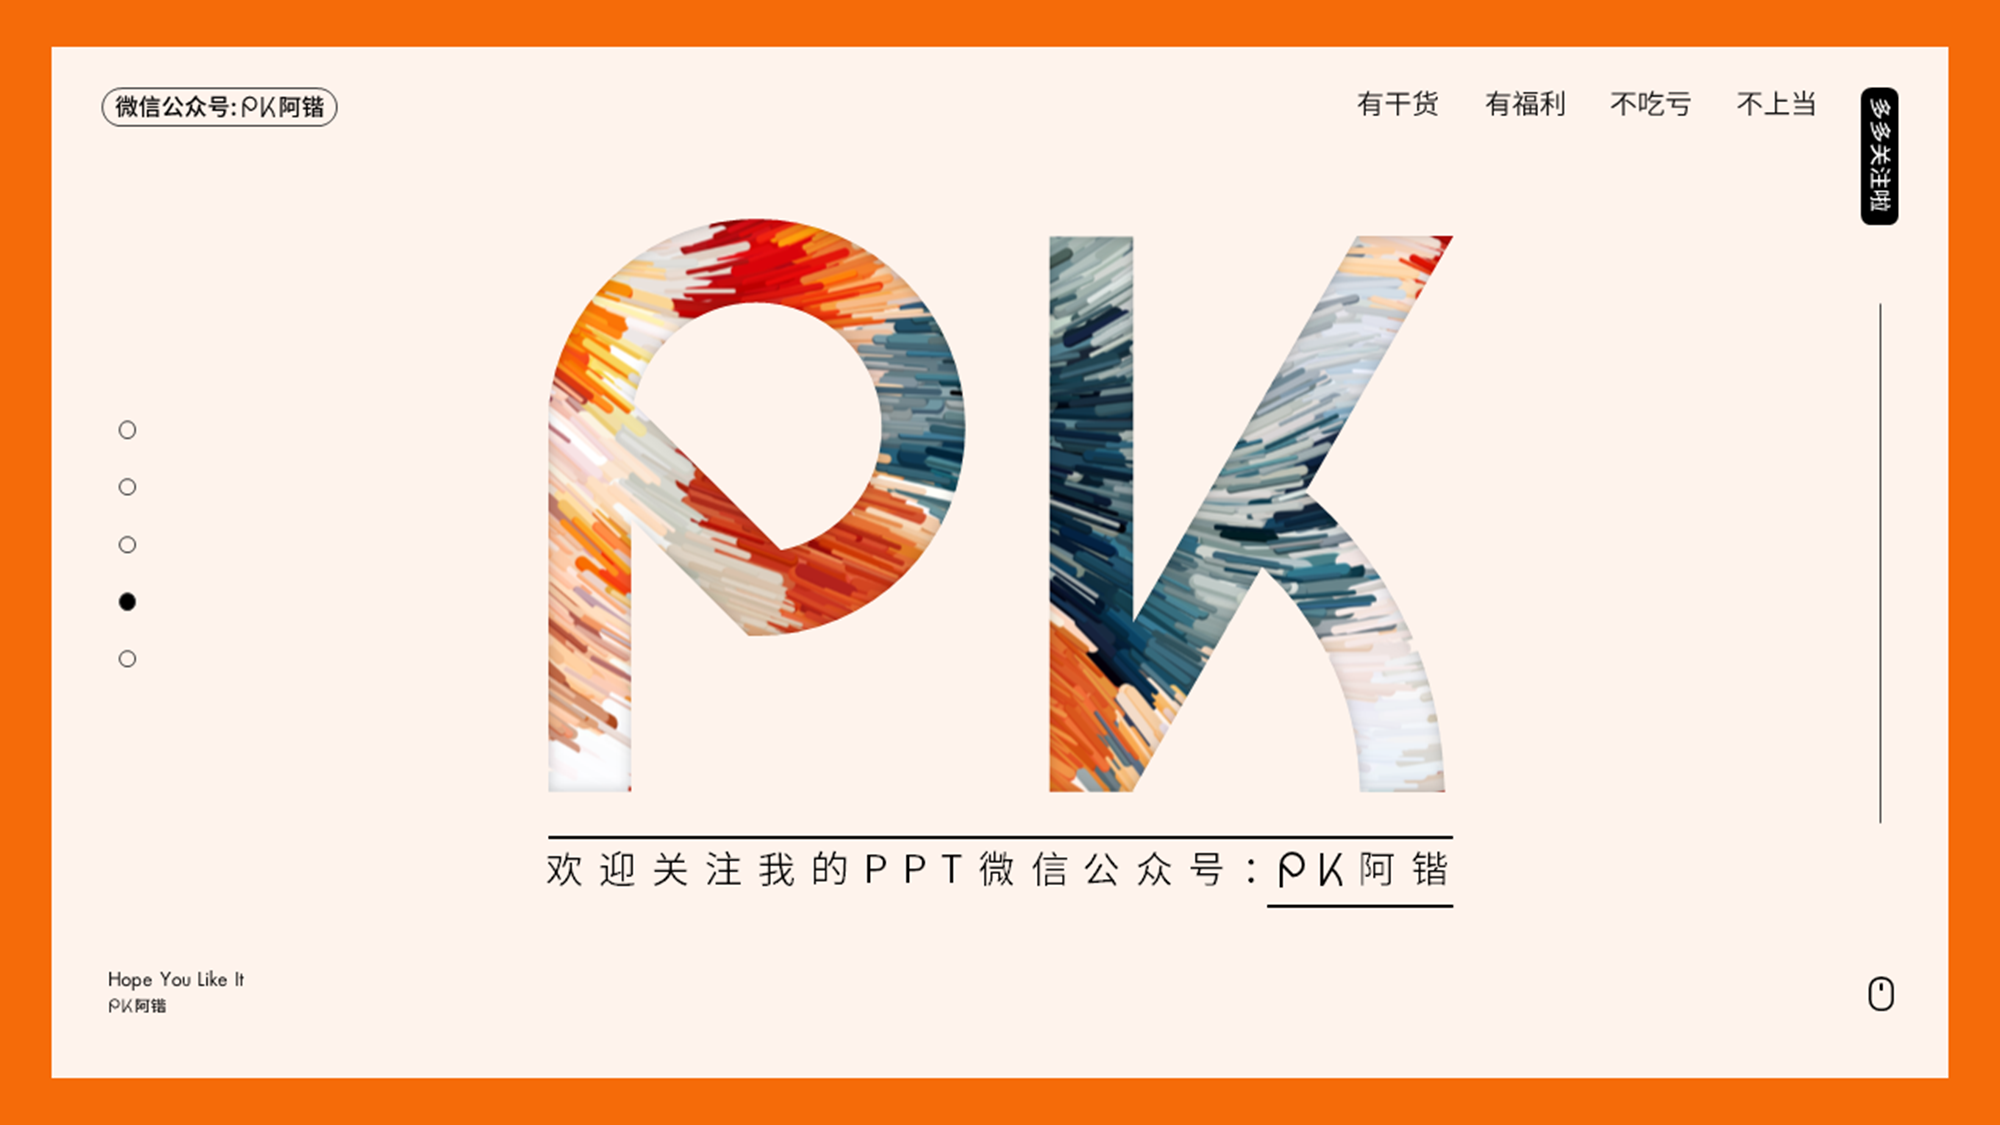 微信公众号:PK阿锴
有干货 有福利 不吃亏 不上当
多多关注啦
PK
欢迎关注我的PPT微信公众号:PK阿锴
Hope You Like It
PK阿锴